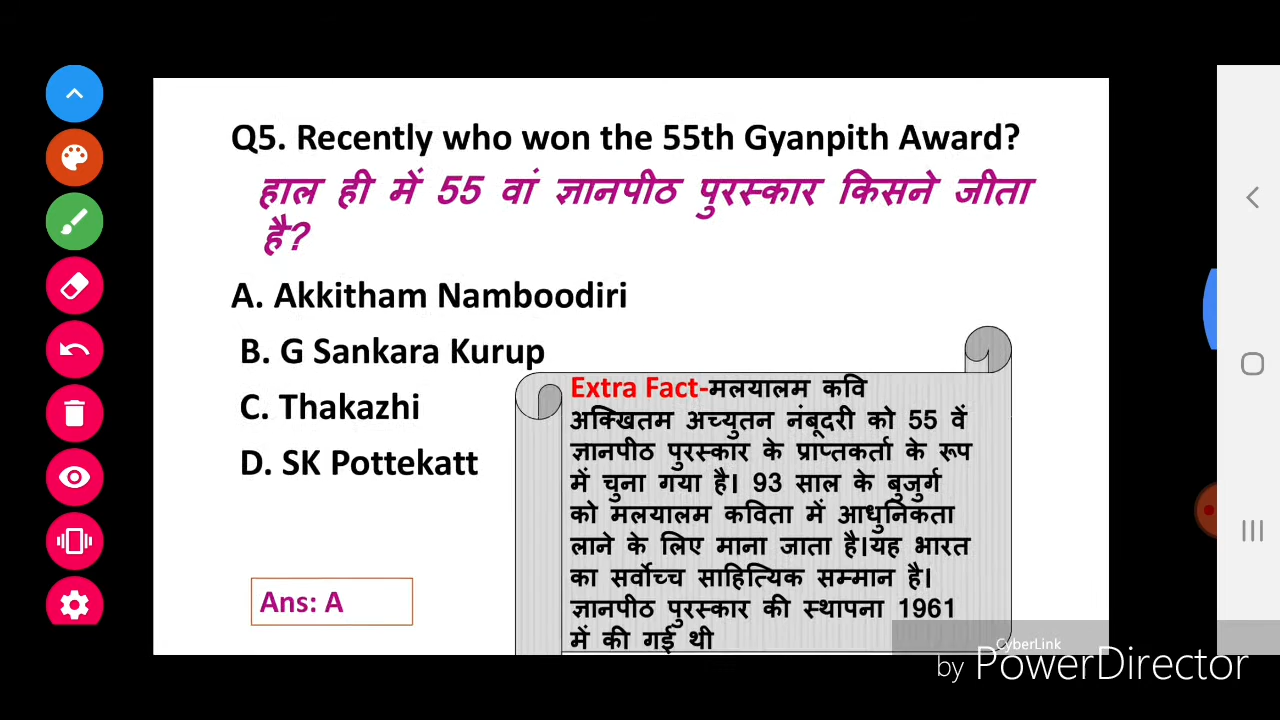 Q5. Recently who won the 55th Gyanpith Award?
हाल ही में 55 वां ज्ञानपीठ पुरस्कार किसने जीता
है?
A. Akkitham Namboodiri
B. G Sankara Kurup
C. Thakazhi
D. SK Pottekatt
Extra Fact-मलयालम कवि
अक्खितम अच्युतन नंबूदरी को 55 वें
ज्ञानपीठ पुरस्कार के प्राप्तकर्ता के रूप
में चुना गया है। 93 साल के बुजुर्ग
को मलयालम कविता में आधुनिकता
लाने के लिए माना जाता है।यह भारत
का सर्वोच्च साहित्यिक सम्मान है।
ज्ञानपीठ पुरस्कार की स्थापना 1961
में की गई थी
Ans: A
CyberLink
by PowerDirector